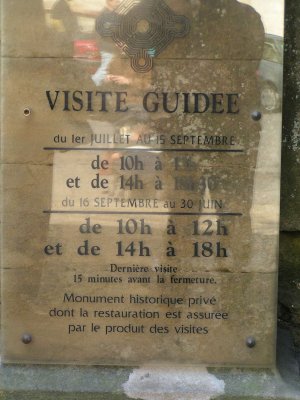 VISITE GUIDEE
du 1er JUILLET AU 15 SEPTEMBRE
de 10h à
et de 14h à
du 16 SEPTEMBRE au 30 JUIN
de 10h à 12h
et de 14h à 18h
Dernière visite
15 minutes avant la fermeture.
Monument historique privé
dont la restauration est assurée
par le produit des visites